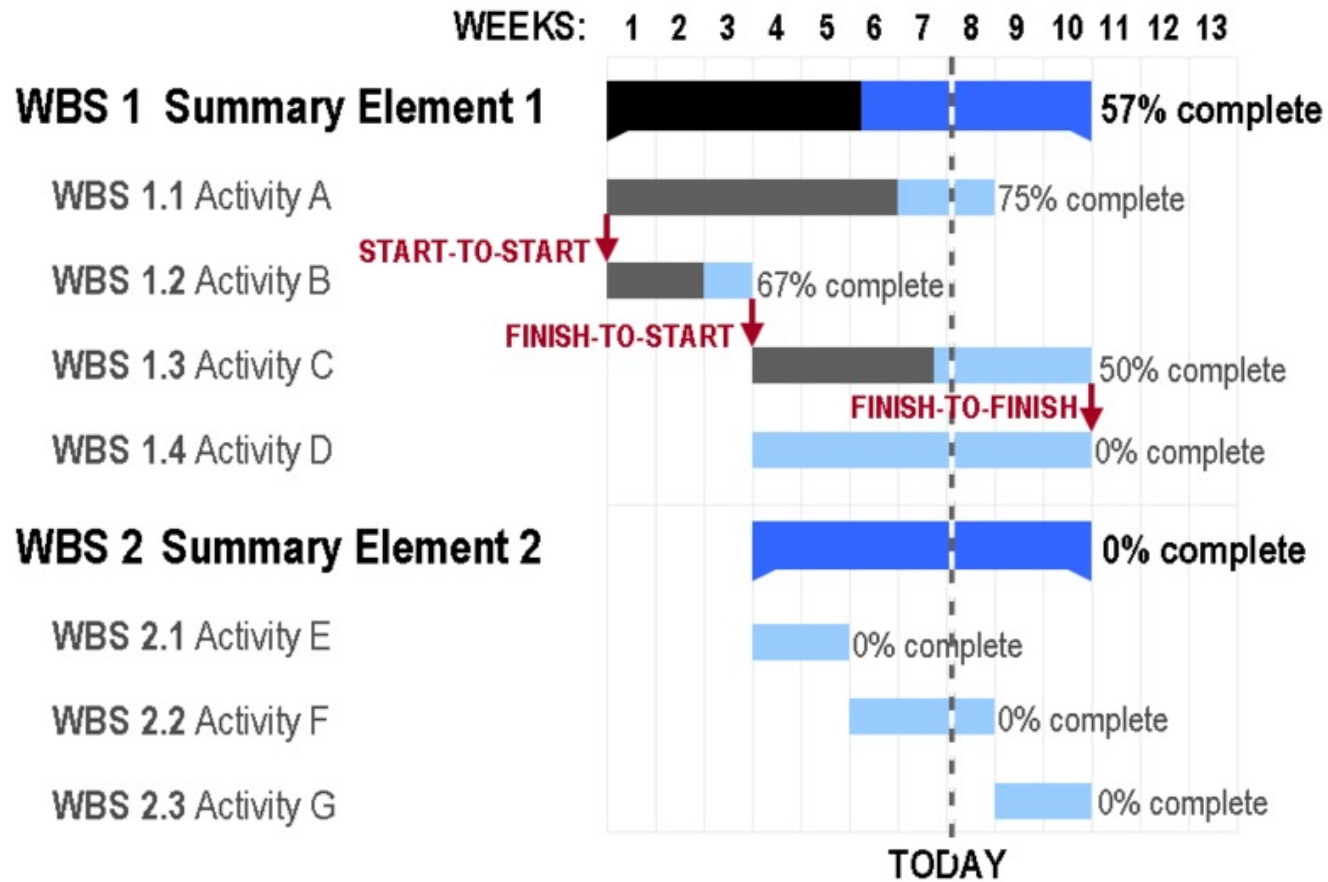 WEEKS: 1 2 3 4 5 6 7 8 9 10 11 12 13
WBS 1 Summary Element 1 57% complete
WBS 1.1 Activity A 75% complete
START-TO-START
WBS 1.2 Activity B 67% complete
FINISH-TO-START
WBS 1.3 Activity C 50% complete
FINISH-TO-FINISH
WBS 1.4 Activity D 0% complete
WBS 2 Summary Element 2 0% complete
WBS 2.1 Activity E 0% complete
WBS 2.2 Activity F 0% complete
WBS 2.3 Activity G 0% complete
TODAY